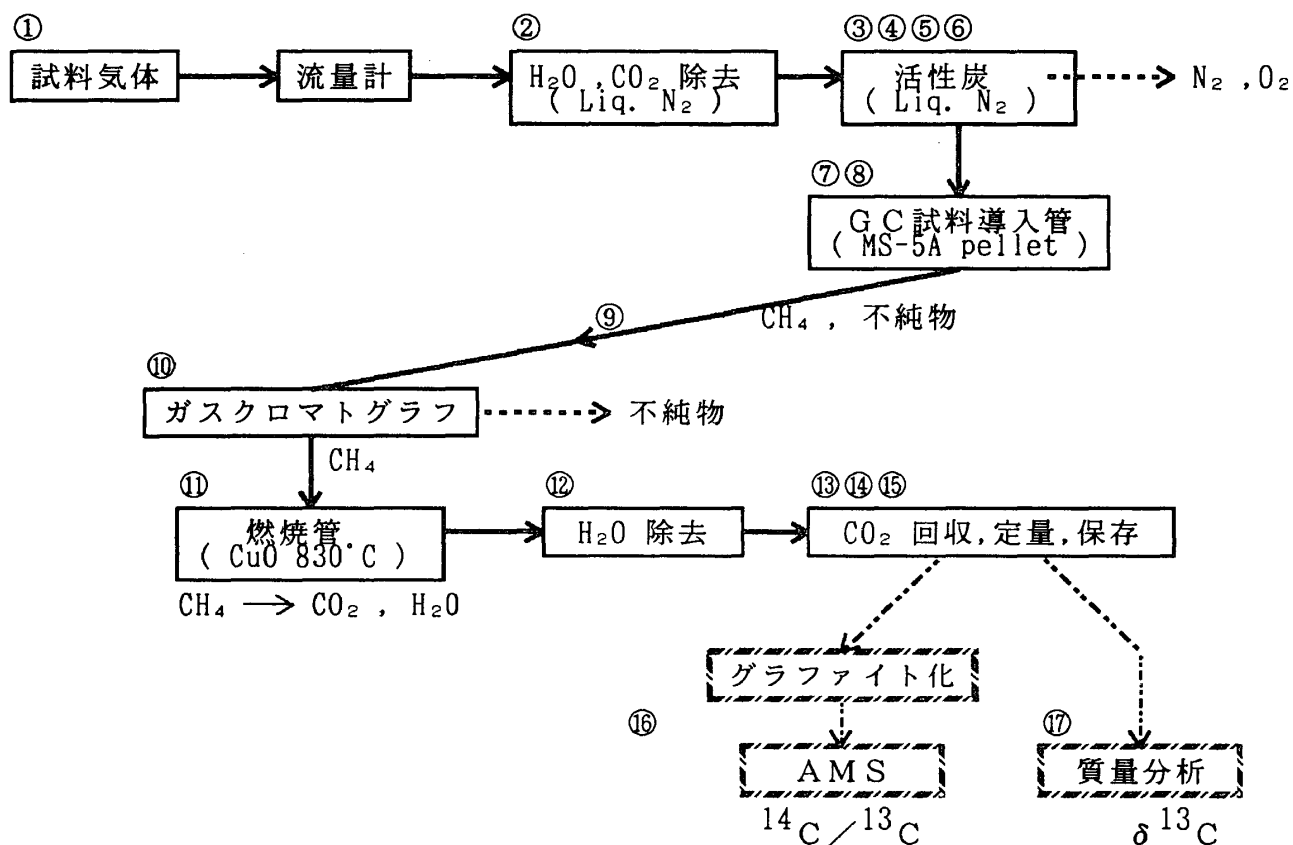 ①
試料気体
流量計
②
H₂O ,CO₂ 除去
( Liq. N₂ )
③④⑤⑥
活性炭
( Liq. N₂ )
N₂ ,O₂
⑦⑧
GC試料導入管
( MS-5A pellet )
⑨
CH₄ , 不純物
⑩
ガスクロマトグラフ
不純物
CH₄
⑪
燃焼管
( CuO 830°C )
CH₄ → CO₂ , H₂O
⑫
H₂O 除去
⑬⑭⑮
CO₂ 回収,定量,保存
グラファイト化
⑯
AMS
¹⁴C/¹³C
⑰
質量分析
δ¹³C